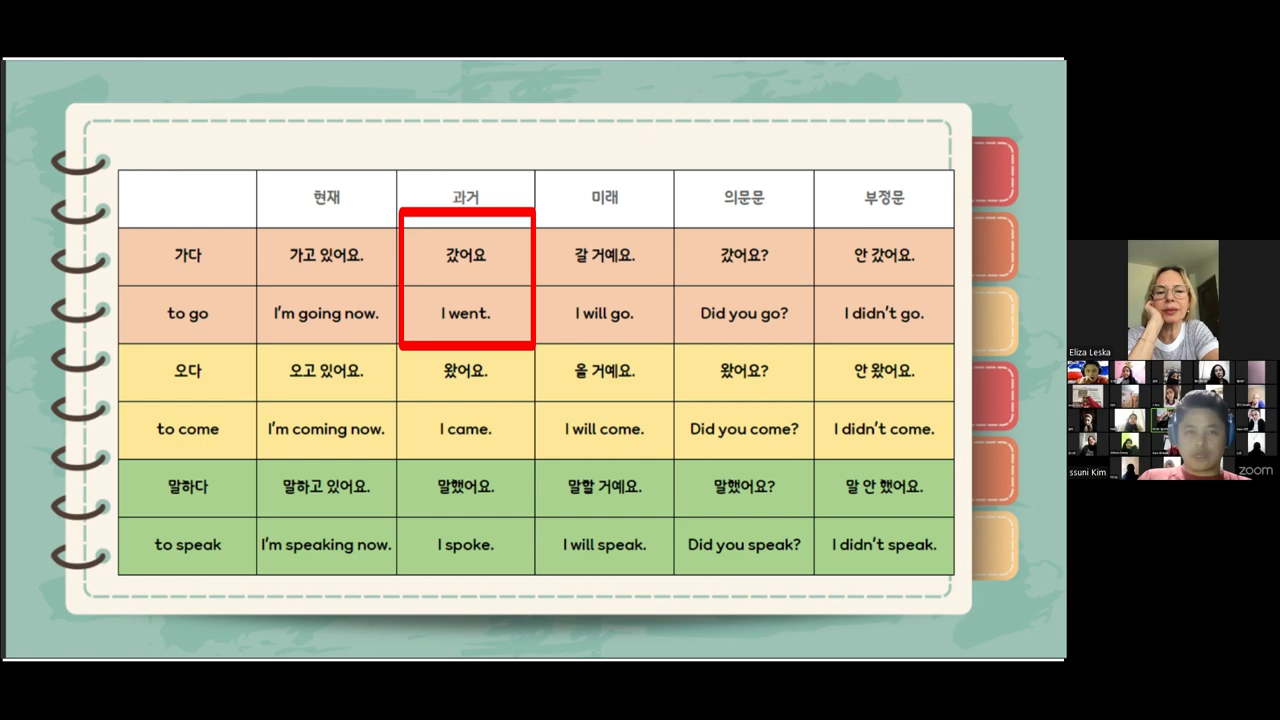 현재 과거 미래 의문문 부정문
가다 가고 있어요. 갔어요 갈 거예요. 갔어요? 안 갔어요.
to go I'm going now. I went. I will go. Did you go? I didn't go.
오다 오고 있어요. 왔어요. 올 거예요. 왔어요? 안 왔어요.
to come I'm coming now. I came. I will come. Did you come? I didn't come.
말하다 말하고 있어요. 말했어요. 말할 거예요. 말했어요? 말 안 했어요.
to speak I'm speaking now. I spoke. I will speak. Did you speak? I didn't speak.
Eliza Leska
ssuni Kim
zoom